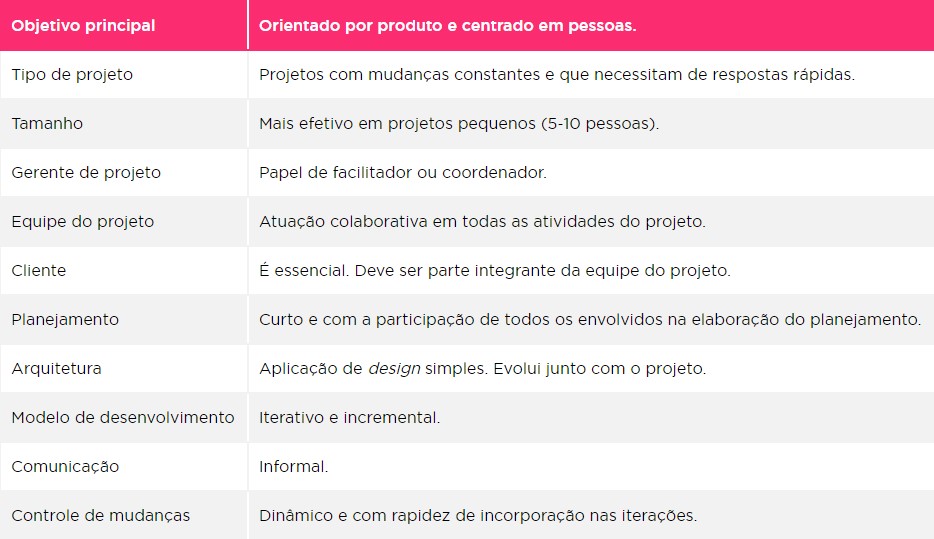 Objetivo principal Orientado por produto e centrado em pessoas.
Tipo de projeto Projetos com mudanças constantes e que necessitam de respostas rápidas.
Tamanho Mais efetivo em projetos pequenos (5-10 pessoas).
Gerente de projeto Papel de facilitador ou coordenador.
Equipe do projeto Atuação colaborativa em todas as atividades do projeto.
Cliente É essencial. Deve ser parte integrante da equipe do projeto.
Planejamento Curto e com a participação de todos os envolvidos na elaboração do planejamento.
Arquitetura Aplicação de design simples. Evolui junto com o projeto.
Modelo de desenvolvimento Iterativo e incremental.
Comunicação Informal.
Controle de mudanças Dinâmico e com rapidez de incorporação nas iterações.